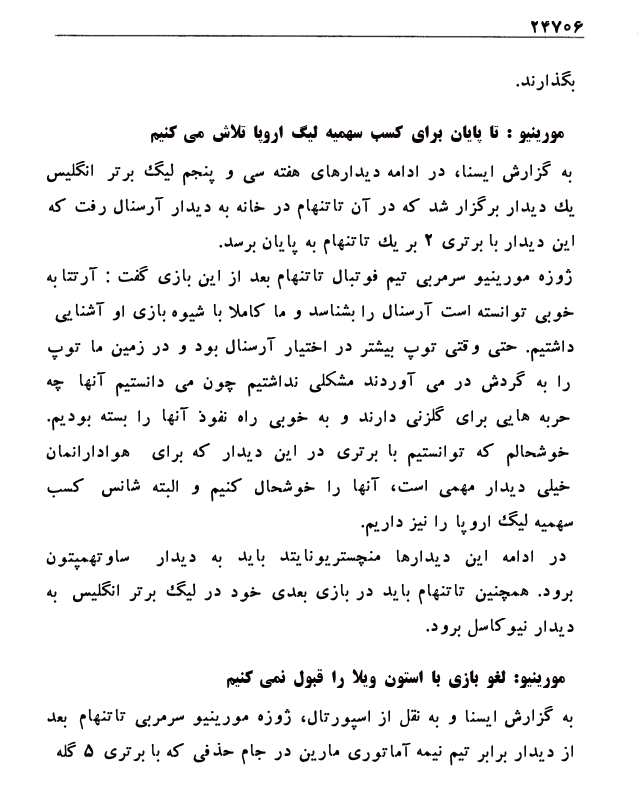 ۲۴۷۰۶
بگذارند.
مورینیو : تا پایان برای کسب سهمیه لیگ اروپا تلاش می کنیم
به گزارش ایسنا، در ادامه دیدارهای هفته سی و پنجم لیگ برتر انگلیس
یك دیدار برگزار شد که در آن تاتنهام در خانه به دیدار آرسنال رفت که
این دیدار با برتری ۲ بر یك تاتنهام به پایان برسد.
ژوزه مورینیو سرمربی تیم فوتبال تاتنهام بعد از این بازی گفت : آرتتا به
خوبی توانسته است آرسنال را بشناسد و ما کاملا با شیوه بازی او آشنایی
داشتیم. حتی وقتی توپ بیشتر در اختیار آرسنال بود و در زمین ما توپ
را به گردش در می آوردند مشکلی نداشتیم چون می دانستیم آنها چه
حربه هایی برای گلزنی دارند و به خوبی راه نفوذ آنها را بسته بودیم.
خوشحالم که توانستیم با برتری در این دیدار که برای هوادارانمان
خیلی دیدار مهمی است، آنها را خوشحال کنیم و البته شانس کسب
سهمیه لیگ اروپا را نیز داریم.
در ادامه این دیدارها منچستریونایتد باید به دیدار ساوتهمپتون
برود. همچنین تاتنهام باید در بازی بعدی خود در لیگ برتر انگلیس به
دیدار نیوکاسل برود.
مورینیو: لغو بازی با استون ویلا را قبول نمی کنیم
به گزارش ایسنا و به نقل از اسپورتال، ژوزه مورینیو سرمربی تاتنهام بعد
از دیدار برابر تیم نیمه آماتوری مارین در جام حذفی که با برتری ۵ گله